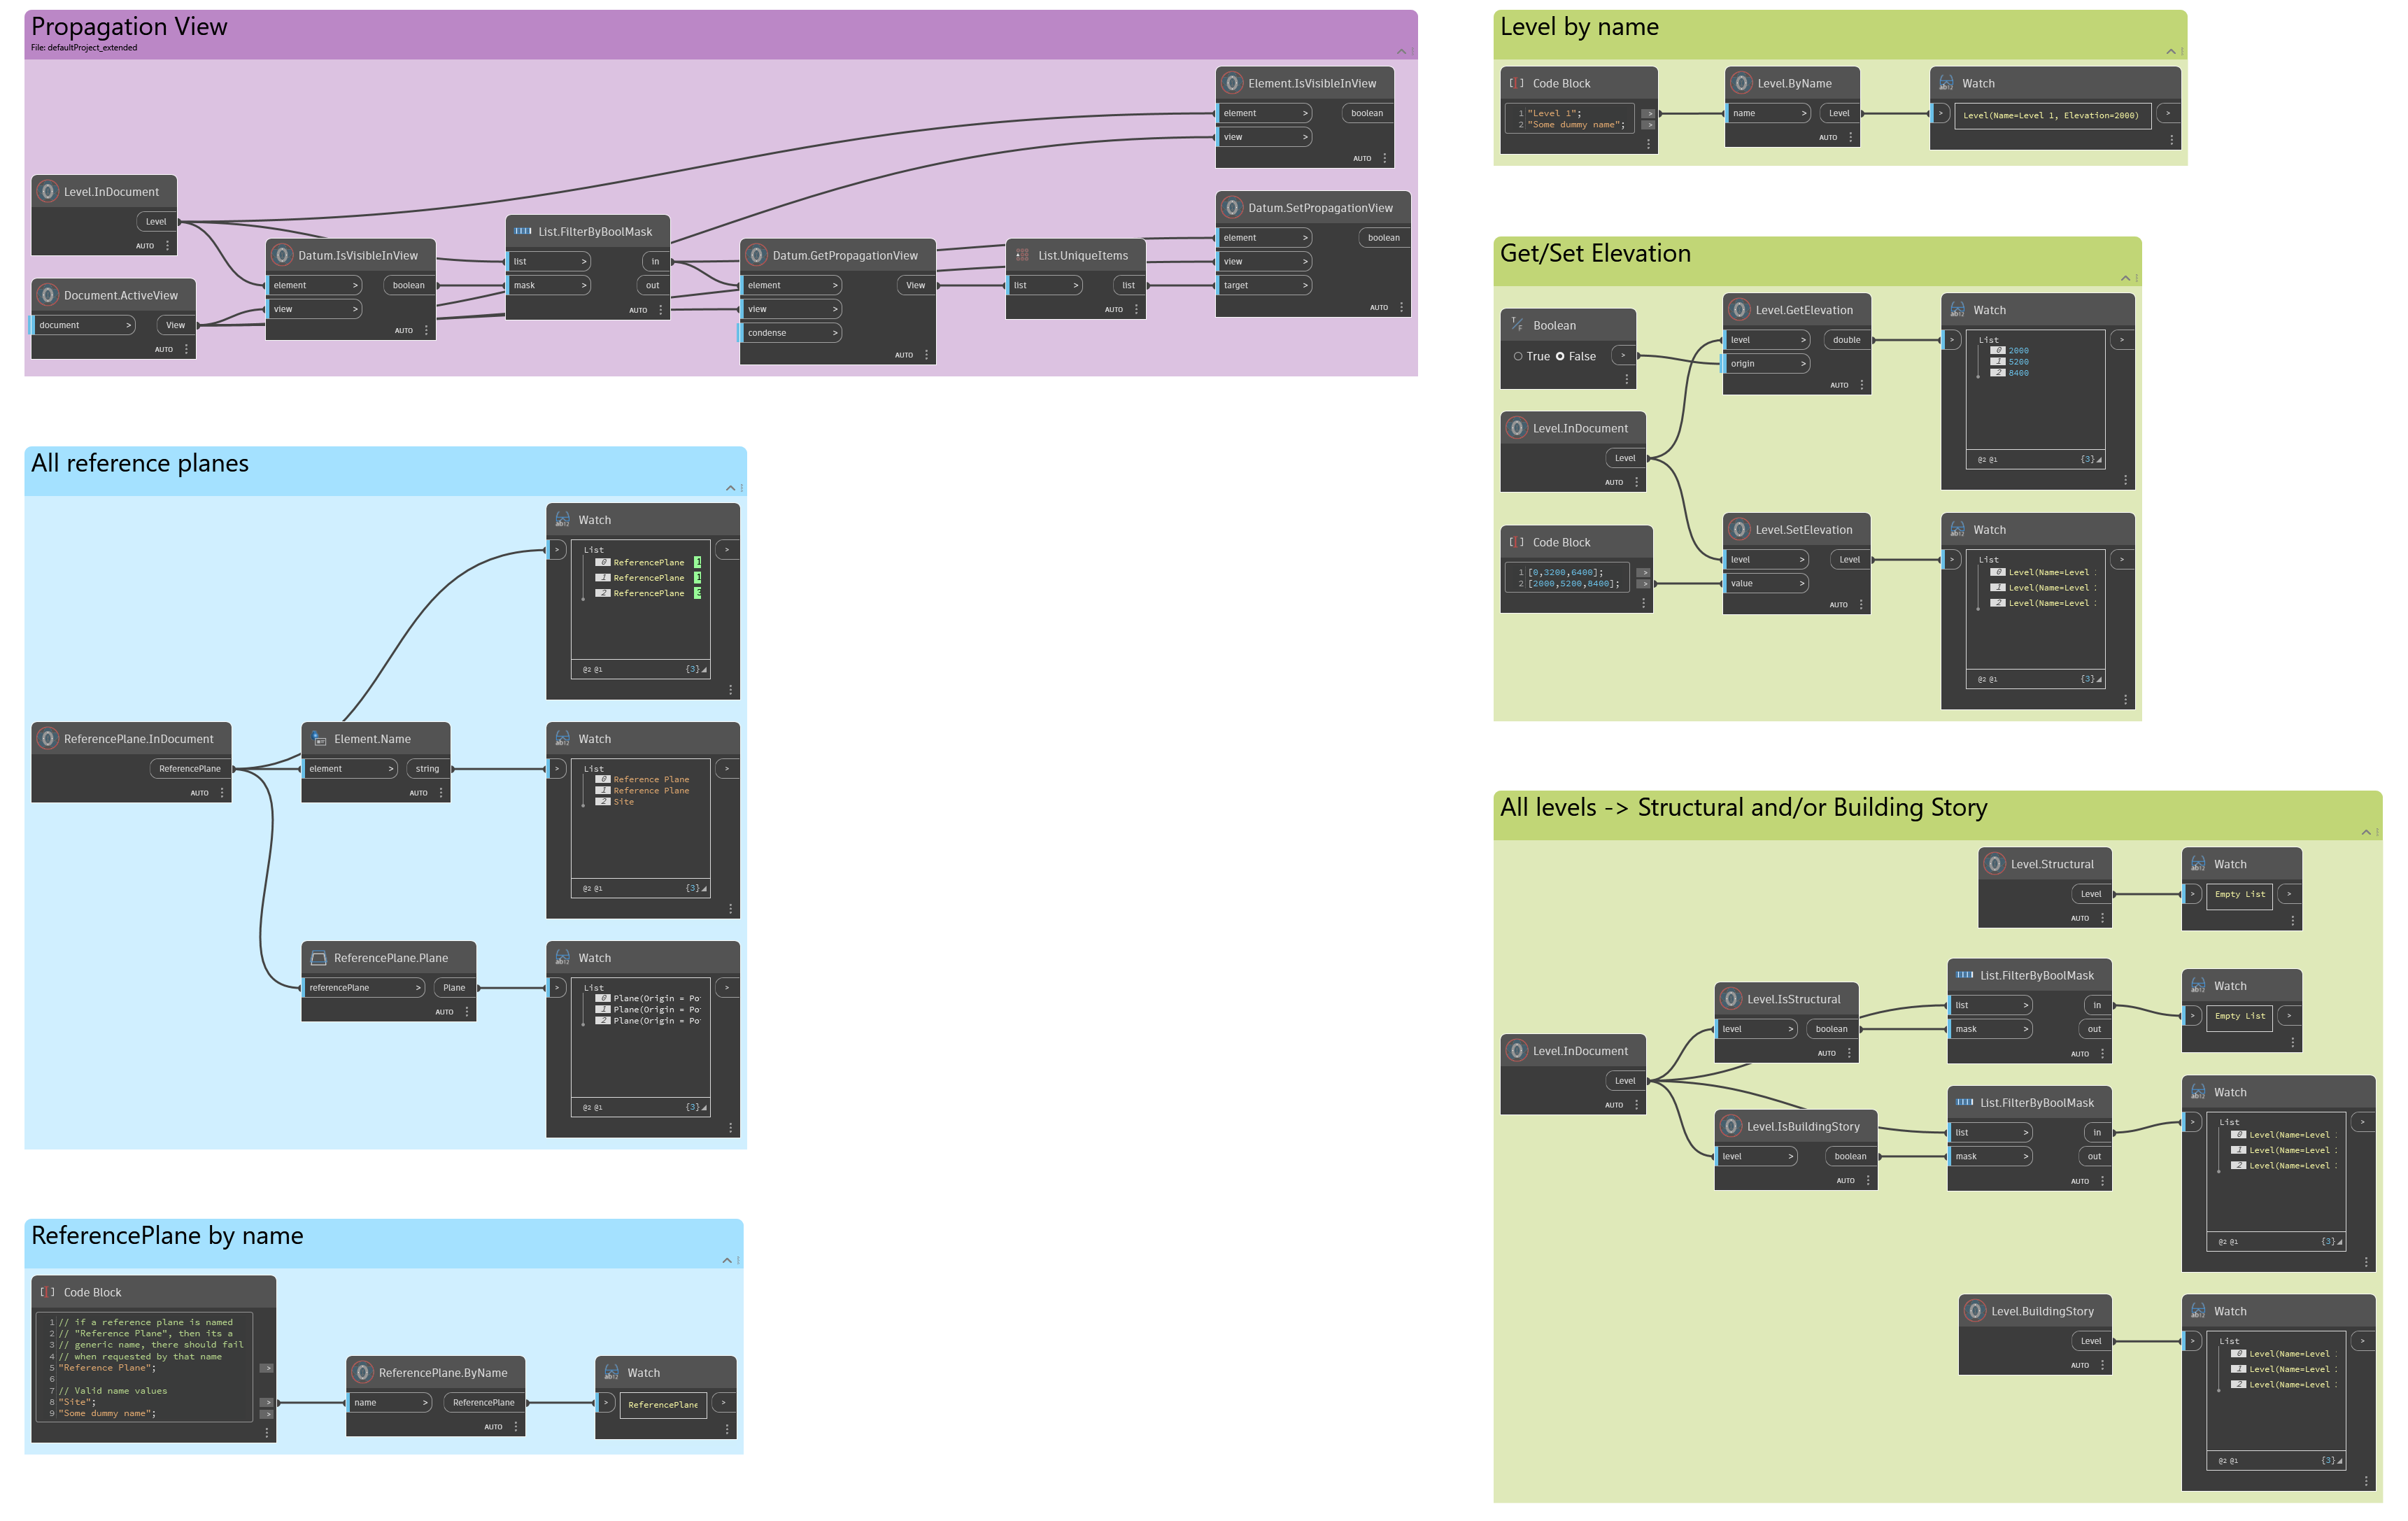 Propagation View
File: defaultProject_extended
Element.IsVisibleInView
element > boolean
view >
AUTO
Level.InDocument
Level
AUTO
Document.ActiveView
document > View
AUTO
Datum.IsVisibleInView
element > boolean
view >
AUTO
List.FilterByBoolMask
list > in
mask > out
AUTO
Datum.GetPropagationView
element > View
view >
condense >
AUTO
List.UniqueItems
list > list
AUTO
Datum.SetPropagationView
element > boolean
view >
target >
AUTO
Level by name
Code Block
1 "Level 1"; >
2 "Some dummy name"; >
Level.ByName
name > Level
AUTO
Watch
> Level(Name=Level 1, Elevation=2000) >
Get/Set Elevation
Boolean
True False >
Level.InDocument
Level
AUTO
Code Block
1 [0,3200,6400]; >
2 [2000,5200,8400]; >
Level.GetElevation
level > double
origin >
AUTO
Watch
> List >
0 2000
1 5200
2 8400
@2 @1 {3}
Level.SetElevation
level > Level
value >
AUTO
Watch
> List >
0 Level(Name=Level
1 Level(Name=Level
2 Level(Name=Level
@2 @1 {3}
All reference planes
ReferencePlane.InDocument
ReferencePlane
AUTO
Watch
> List >
0 ReferencePlane
1 ReferencePlane
2 ReferencePlane
@2 @1 {3}
Element.Name
element > string
AUTO
Watch
> List >
0 Reference Plane
1 Reference Plane
2 Site
@2 @1 {3}
ReferencePlane.Plane
referencePlane > Plane
AUTO
Watch
> List >
0 Plane(Origin =
1 Plane(Origin =
2 Plane(Origin =
@2 @1 {3}
ReferencePlane by name
Code Block
1 // if a reference plane is named
2 // "Reference Plane", then its a
3 // generic name, there should fail
4 // when requested by that name
5 "Reference Plane"; >
6
7 // Valid name values
8 "Site"; >
9 "Some dummy name"; >
ReferencePlane.ByName
name > ReferencePlane
AUTO
Watch
> ReferencePlane >
All levels -> Structural and/or Building Story
Level.Structural
Level
AUTO
Watch
> Empty List >
Level.InDocument
Level
AUTO
Level.IsStructural
level > boolean
AUTO
List.FilterByBoolMask
list > in
mask > out
AUTO
Watch
> Empty List >
Level.IsBuildingStory
level > boolean
AUTO
List.FilterByBoolMask
list > in
mask > out
AUTO
Watch
> List >
0 Level(Name=Level
1 Level(Name=Level
2 Level(Name=Level
@2 @1 {3}
Level.BuildingStory
Level
AUTO
Watch
> List >
0 Level(Name=Level
1 Level(Name=Level
2 Level(Name=Level
@2 @1 {3}